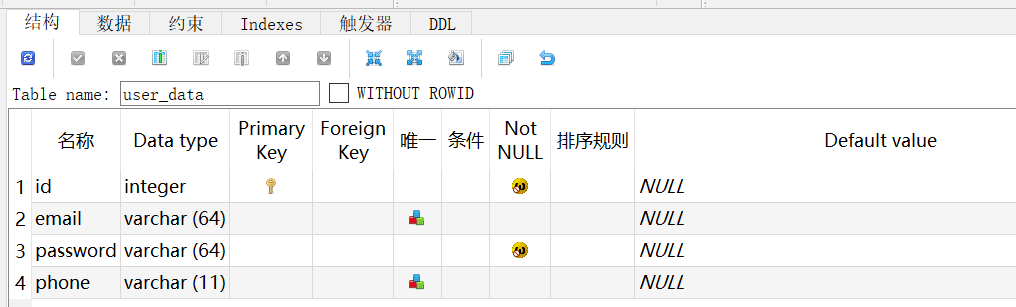 结构 数据 约束 Indexes 触发器 DDL
Table name: user_data WITHOUT ROWID
名称 Data type Primary Key Foreign Key 唯一 条件 Not NULL 排序规则 Default value
1 id integer NULL
2 email varchar (64) NULL
3 password varchar (64) NULL
4 phone varchar (11) NULL